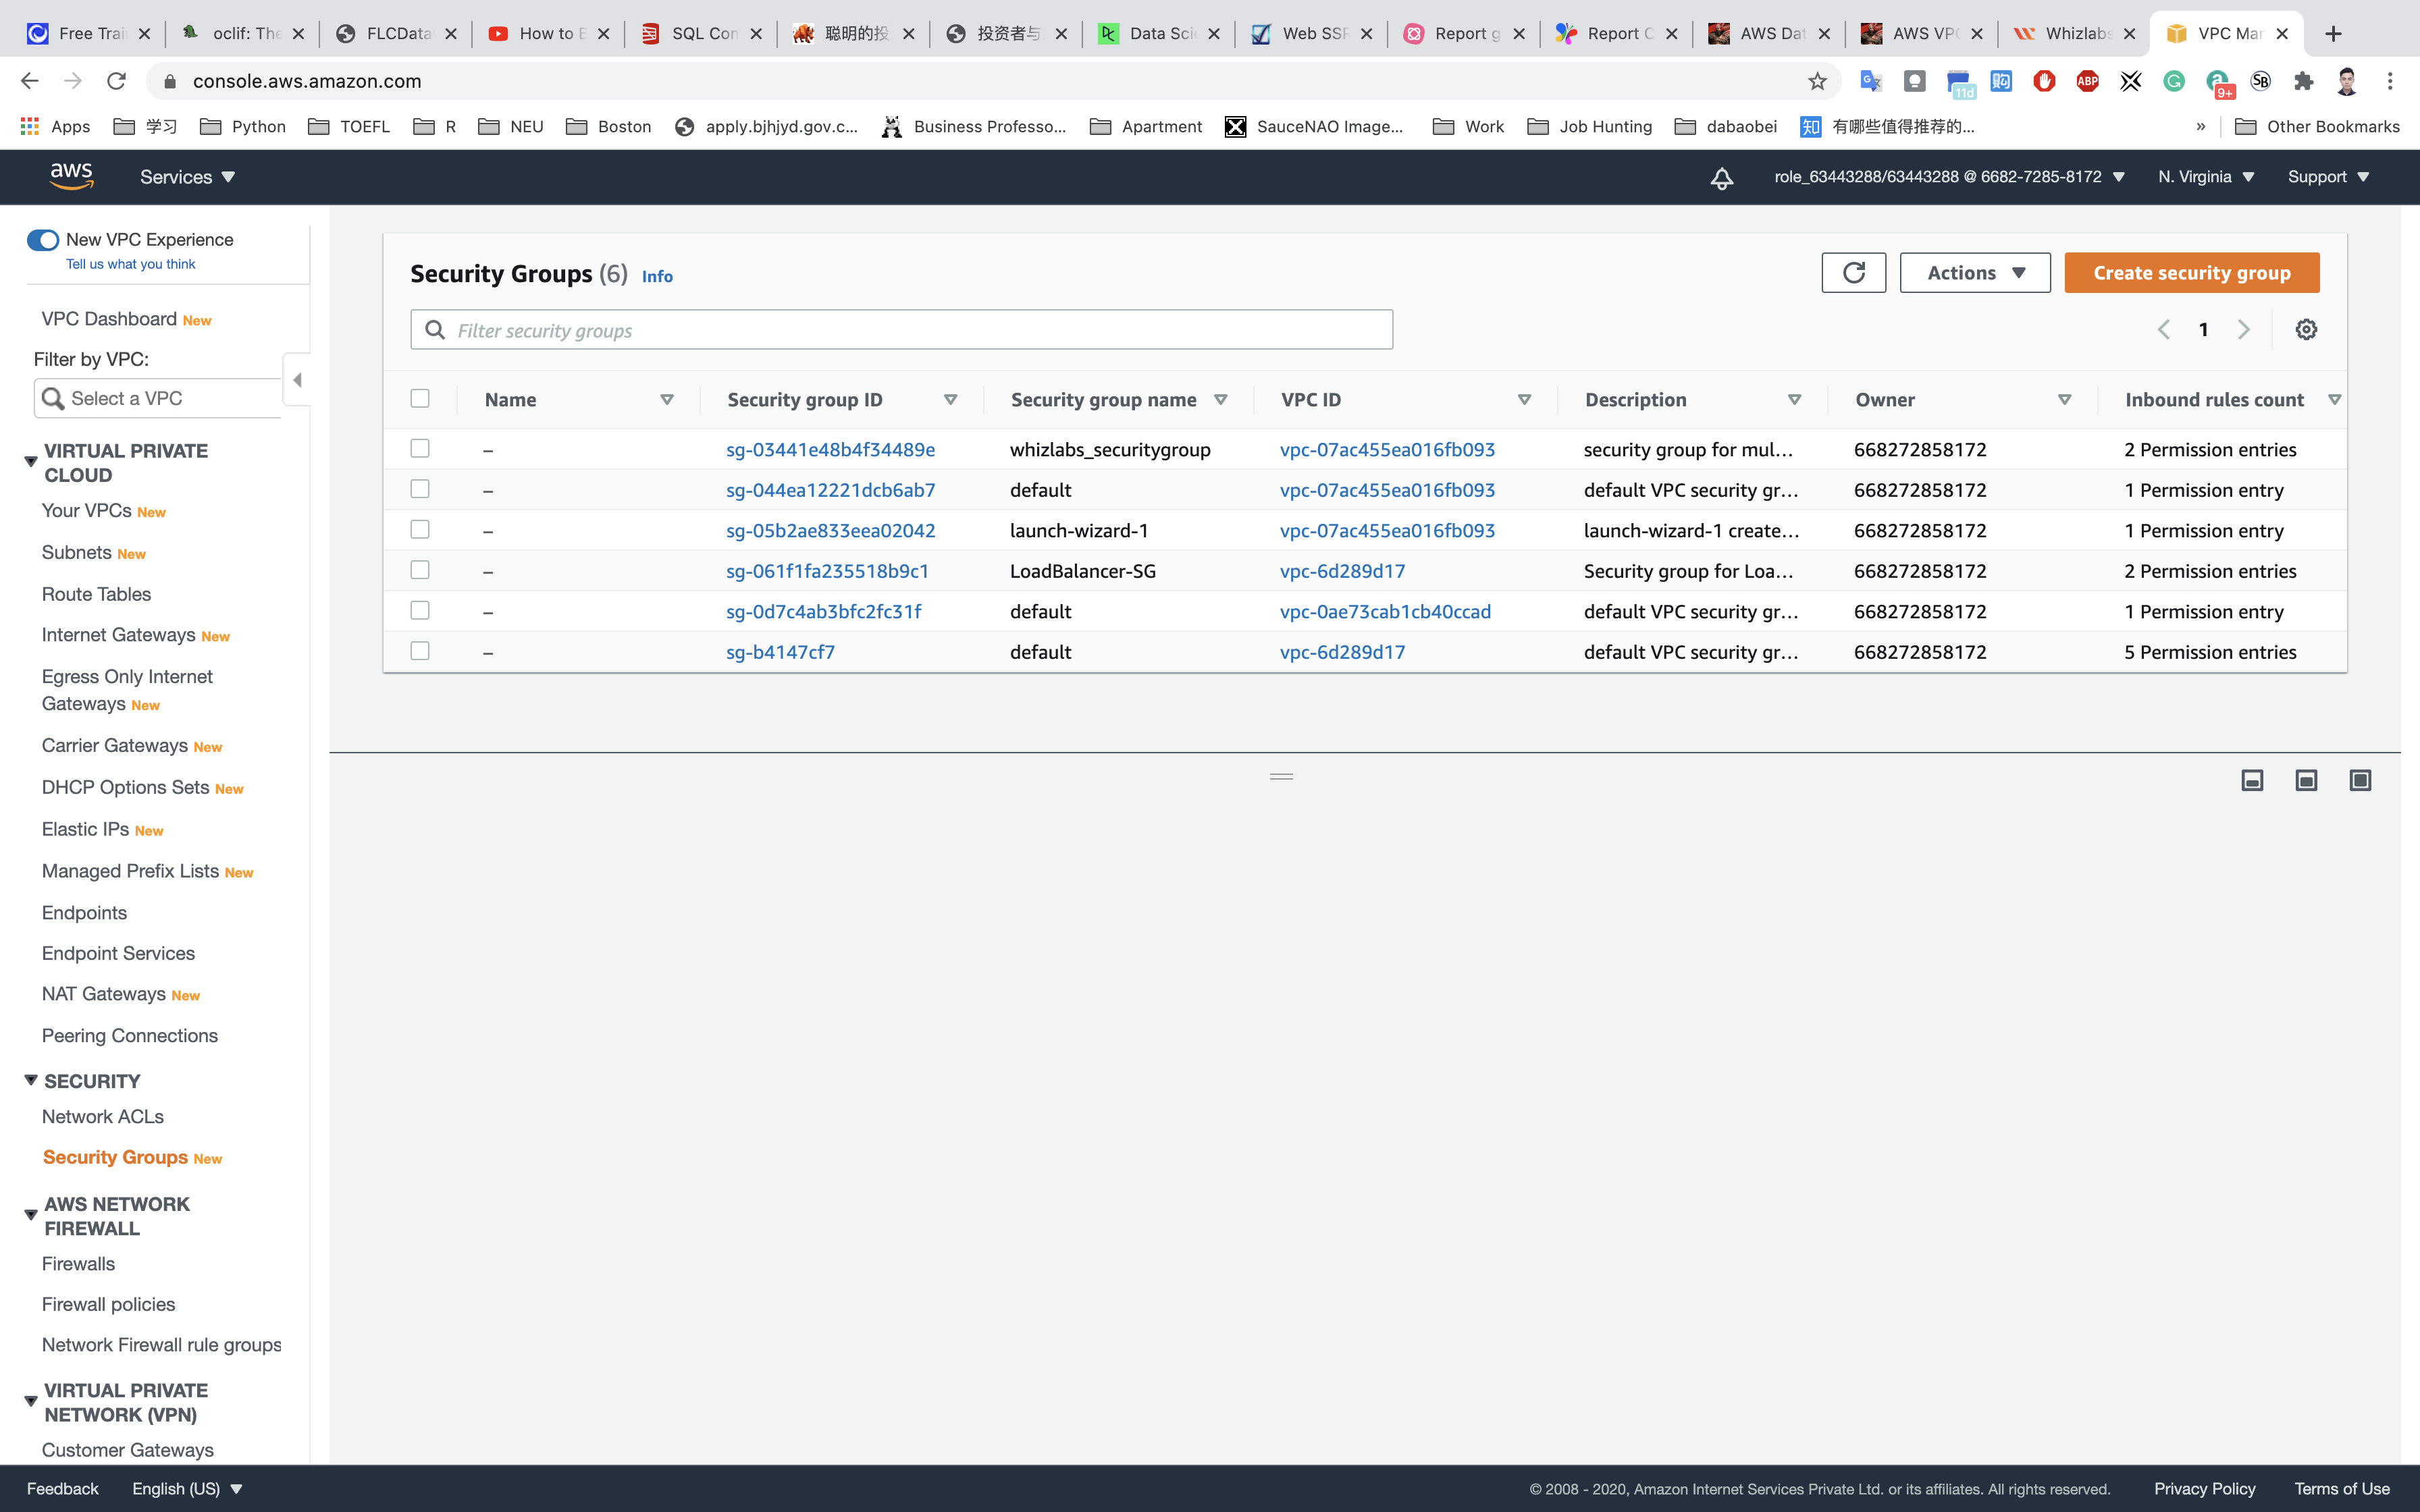 Free Trai
oclif: The
FLCData
How to E
SQL Con
聪明的投
投资者与
Data Sci
Web SSR
Report g
Report C
AWS Dat
AWS VPC
Whizlabs
VPC Mar
console.aws.amazon.com
11d
ABP
9+
SB
Apps
学习
Python
TOEFL
R
NEU
Boston
apply.bjhjyd.gov.c...
Business Professo...
Apartment
SauceNAO Image...
Work
Job Hunting
dabaobei
知 有哪些值得推荐的...
»
Other Bookmarks
aws
Services
role_63443288/63443288 @ 6682-7285-8172
N. Virginia
Support
New VPC Experience
Tell us what you think
VPC Dashboard New
Filter by VPC:
Select a VPC
VIRTUAL PRIVATE
CLOUD
Your VPCs New
Subnets New
Route Tables
Internet Gateways New
Egress Only Internet
Gateways New
Carrier Gateways New
DHCP Options Sets New
Elastic IPs New
Managed Prefix Lists New
Endpoints
Endpoint Services
NAT Gateways New
Peering Connections
SECURITY
Network ACLs
Security Groups New
AWS NETWORK
FIREWALL
Firewalls
Firewall policies
Network Firewall rule groups
VIRTUAL PRIVATE
NETWORK (VPN)
Customer Gateways
Security Groups (6) Info
Actions
Create security group
Filter security groups
1
Name Security group ID Security group name VPC ID Description Owner Inbound rules count
– sg-03441e48b4f34489e whizlabs_securitygroup vpc-07ac455ea016fb093 security group for mul... 668272858172 2 Permission entries
– sg-044ea12221dcb6ab7 default vpc-07ac455ea016fb093 default VPC security gr... 668272858172 1 Permission entry
– sg-05b2ae833eea02042 launch-wizard-1 vpc-07ac455ea016fb093 launch-wizard-1 create... 668272858172 1 Permission entry
– sg-061f1fa235518b9c1 LoadBalancer-SG vpc-6d289d17 Security group for Loa... 668272858172 2 Permission entries
– sg-0d7c4ab3bfc2fc31f default vpc-0ae73cab1cb40ccad default VPC security gr... 668272858172 1 Permission entry
– sg-b4147cf7 default vpc-6d289d17 default VPC security gr... 668272858172 5 Permission entries
Feedback
English (US)
© 2008 - 2020, Amazon Internet Services Private Ltd. or its affiliates. All rights reserved.
Privacy Policy
Terms of Use